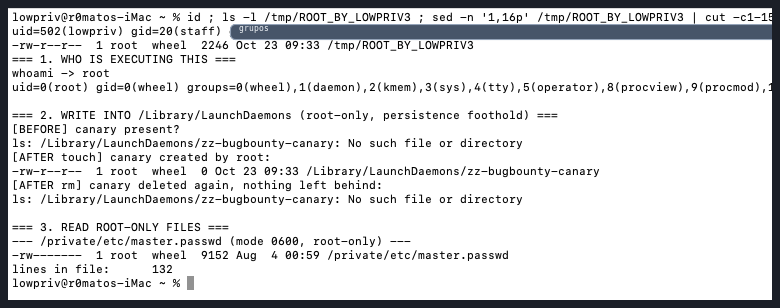 lowpriv@r0matos-iMac ~ % id ; ls -l /tmp/ROOT_BY_LOWPRIV3 ; sed -n '1,16p' /tmp/ROOT_BY_LOWPRIV3 | cut -c1-15
uid=502(lowpriv) gid=20(staff) grupos
-rw-r--r-- 1 root wheel 2246 Oct 23 09:33 /tmp/ROOT_BY_LOWPRIV3
=== 1. WHO IS EXECUTING THIS ===
whoami -> root
uid=0(root) gid=0(wheel) groups=0(wheel),1(daemon),2(kmem),3(sys),4(tty),5(operator),8(procview),9(procmod),1
=== 2. WRITE INTO /Library/LaunchDaemons (root-only, persistence foothold) ===
[BEFORE] canary present?
ls: /Library/LaunchDaemons/zz-bugbounty-canary: No such file or directory
[AFTER touch] canary created by root:
-rw-r--r-- 1 root wheel 0 Oct 23 09:33 /Library/LaunchDaemons/zz-bugbounty-canary
[AFTER rm] canary deleted again, nothing left behind:
ls: /Library/LaunchDaemons/zz-bugbounty-canary: No such file or directory
=== 3. READ ROOT-ONLY FILES ===
--- /private/etc/master.passwd (mode 0600, root-only) ---
-rw------- 1 root wheel 9152 Aug 4 00:59 /private/etc/master.passwd
lines in file: 132
lowpriv@r0matos-iMac ~ %